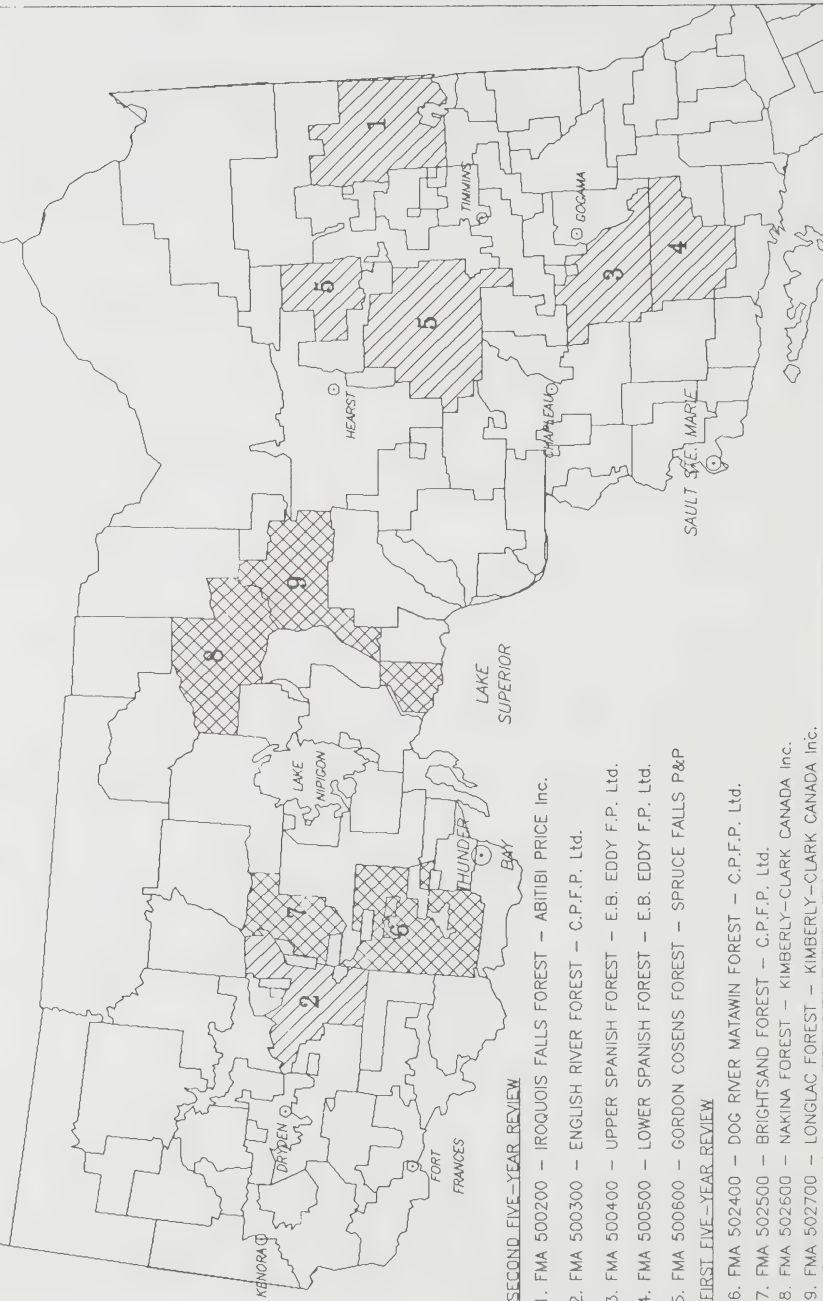 1
TIMMINS
GOGAMA
3
4
5
5
HEARST
CHAPLEAU
SAULT STE. MARIE
9
8
LAKE
SUPERIOR
LAKE
NIPIGON
THUNDER
BAY
7
6
2
DRYDEN
KENORA
FORT
FRANCES
SECOND FIVE-YEAR REVIEW
1. FMA 500200 - IROQUOIS FALLS FOREST - ABITIBI PRICE Inc.
2. FMA 500300 - ENGLISH RIVER FOREST - C.P.F.P. Ltd.
3. FMA 500400 - UPPER SPANISH FOREST - E.B. EDDY F.P. Ltd.
4. FMA 500500 - LOWER SPANISH FOREST - E.B. EDDY F.P. Ltd.
5. FMA 500600 - GORDON COSENS FOREST - SPRUCE FALLS P&P
FIRST FIVE-YEAR REVIEW
6. FMA 502400 - DOG RIVER MATAWIN FOREST - C.P.F.P. Ltd.
7. FMA 502500 - BRIGHTSAND FOREST - C.P.F.P. Ltd.
8. FMA 502600 - NAKINA FOREST - KIMBERLY-CLARK CANADA Inc.
9. FMA 502700 - LONGLAC FOREST - KIMBERLY-CLARK CANADA Inc.